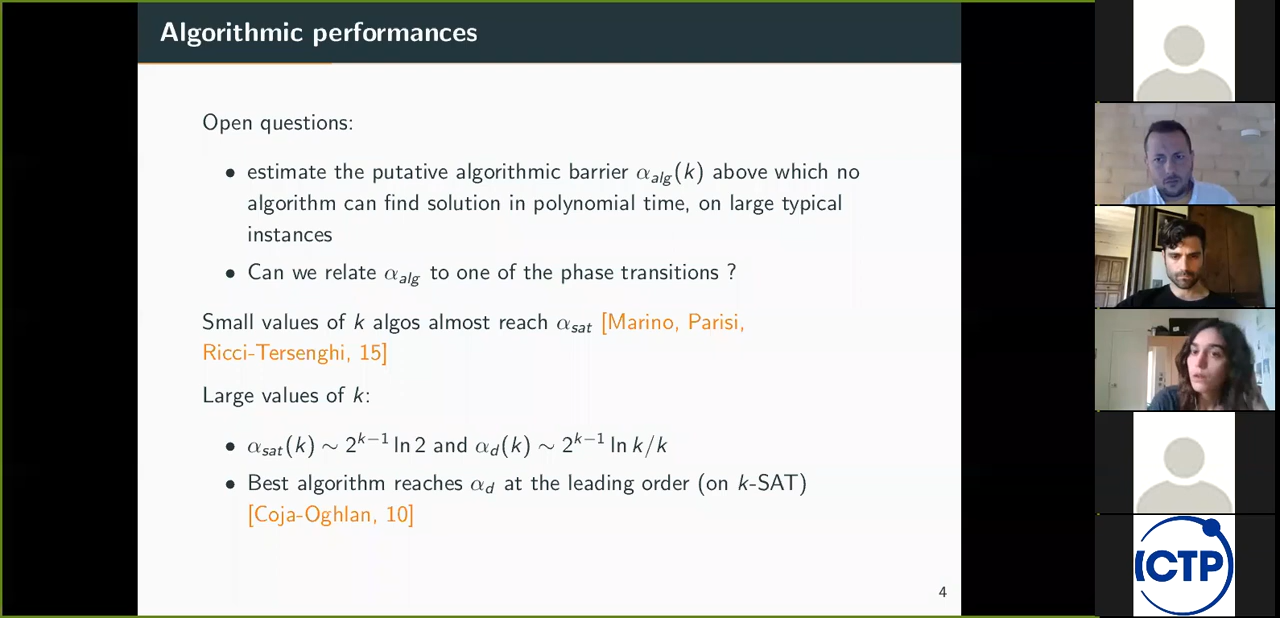 Algorithmic performances
Open questions:
• estimate the putative algorithmic barrier α_alg(k) above which no
algorithm can find solution in polynomial time, on large typical
instances
• Can we relate α_alg to one of the phase transitions ?
Small values of k algos almost reach α_sat [Marino, Parisi,
Ricci-Tersenghi, 15]
Large values of k:
• α_sat(k) ∼ 2^{k−1} ln 2 and α_d(k) ∼ 2^{k−1} ln k/k
• Best algorithm reaches α_d at the leading order (on k-SAT)
[Coja-Oghlan, 10]
4
ICTP